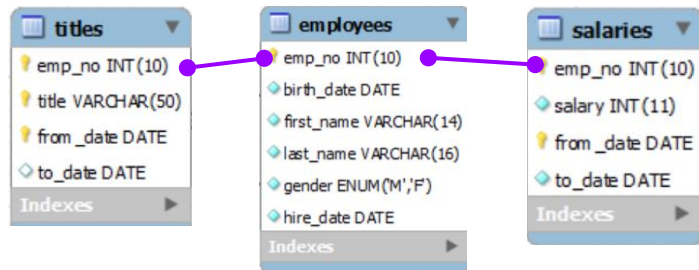 titles
emp_no INT(10)
title VARCHAR(50)
from_date DATE
to_date DATE
Indexes
employees
emp_no INT(10)
birth_date DATE
first_name VARCHAR(14)
last_name VARCHAR(16)
gender ENUM('M','F')
hire_date DATE
Indexes
salaries
emp_no INT(10)
salary INT(11)
from_date DATE
to_date DATE
Indexes